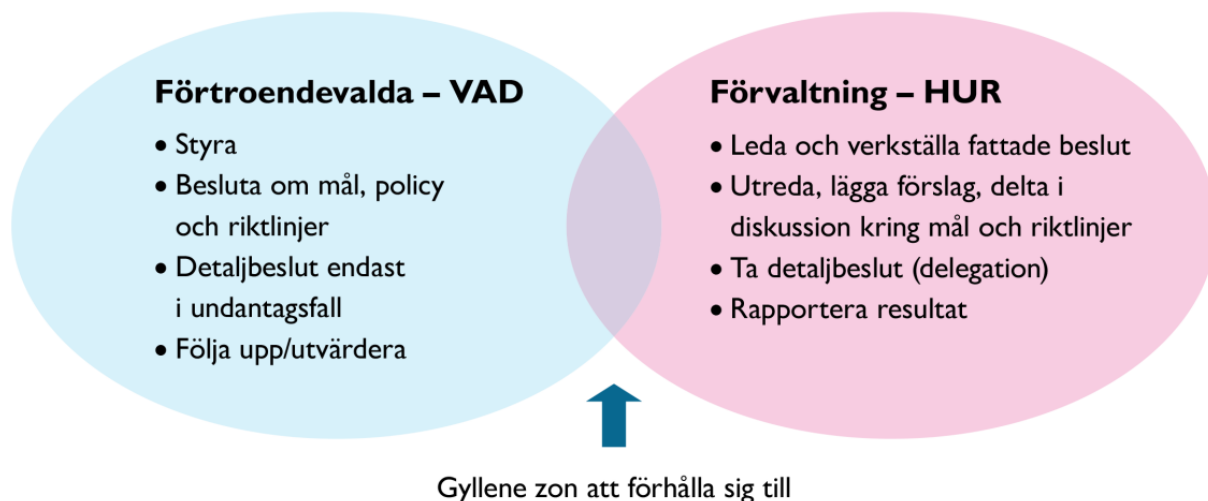 Förtroendevalda – VAD
• Styra
• Besluta om mål, policy
och riktlinjer
• Detaljbeslut endast
i undantagsfall
• Följa upp/utvärdera
Förvaltning – HUR
• Leda och verkställa fattade beslut
• Utreda, lägga förslag, delta i
diskussion kring mål och riktlinjer
• Ta detaljbeslut (delegation)
• Rapportera resultat
Gyllene zon att förhålla sig till